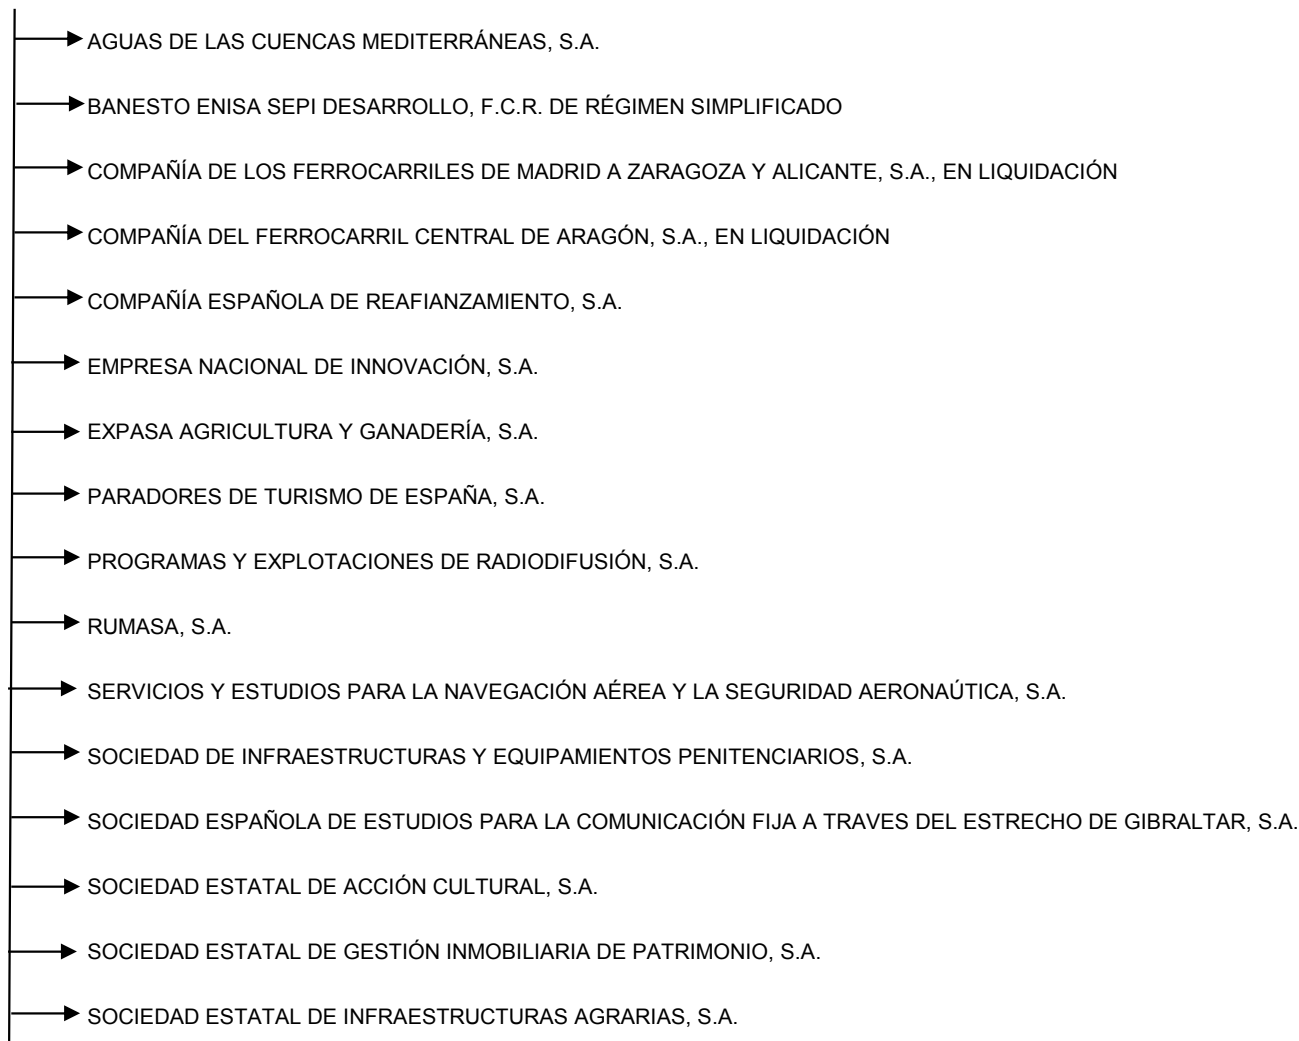 AGUAS DE LAS CUENCAS MEDITERRÁNEAS, S.A.
BANESTO ENISA SEPI DESARROLLO, F.C.R. DE RÉGIMEN SIMPLIFICADO
COMPAÑÍA DE LOS FERROCARRILES DE MADRID A ZARAGOZA Y ALICANTE, S.A., EN LIQUIDACIÓN
COMPAÑÍA DEL FERROCARRIL CENTRAL DE ARAGÓN, S.A., EN LIQUIDACIÓN
COMPAÑÍA ESPAÑOLA DE REAFIANZAMIENTO, S.A.
EMPRESA NACIONAL DE INNOVACIÓN, S.A.
EXPASA AGRICULTURA Y GANADERÍA, S.A.
PARADORES DE TURISMO DE ESPAÑA, S.A.
PROGRAMAS Y EXPLOTACIONES DE RADIODIFUSIÓN, S.A.
RUMASA, S.A.
SERVICIOS Y ESTUDIOS PARA LA NAVEGACIÓN AÉREA Y LA SEGURIDAD AERONAÚTICA, S.A.
SOCIEDAD DE INFRAESTRUCTURAS Y EQUIPAMIENTOS PENITENCIARIOS, S.A.
SOCIEDAD ESPAÑOLA DE ESTUDIOS PARA LA COMUNICACIÓN FIJA A TRAVES DEL ESTRECHO DE GIBRALTAR, S.A.
SOCIEDAD ESTATAL DE ACCIÓN CULTURAL, S.A.
SOCIEDAD ESTATAL DE GESTIÓN INMOBILIARIA DE PATRIMONIO, S.A.
SOCIEDAD ESTATAL DE INFRAESTRUCTURAS AGRARIAS, S.A.